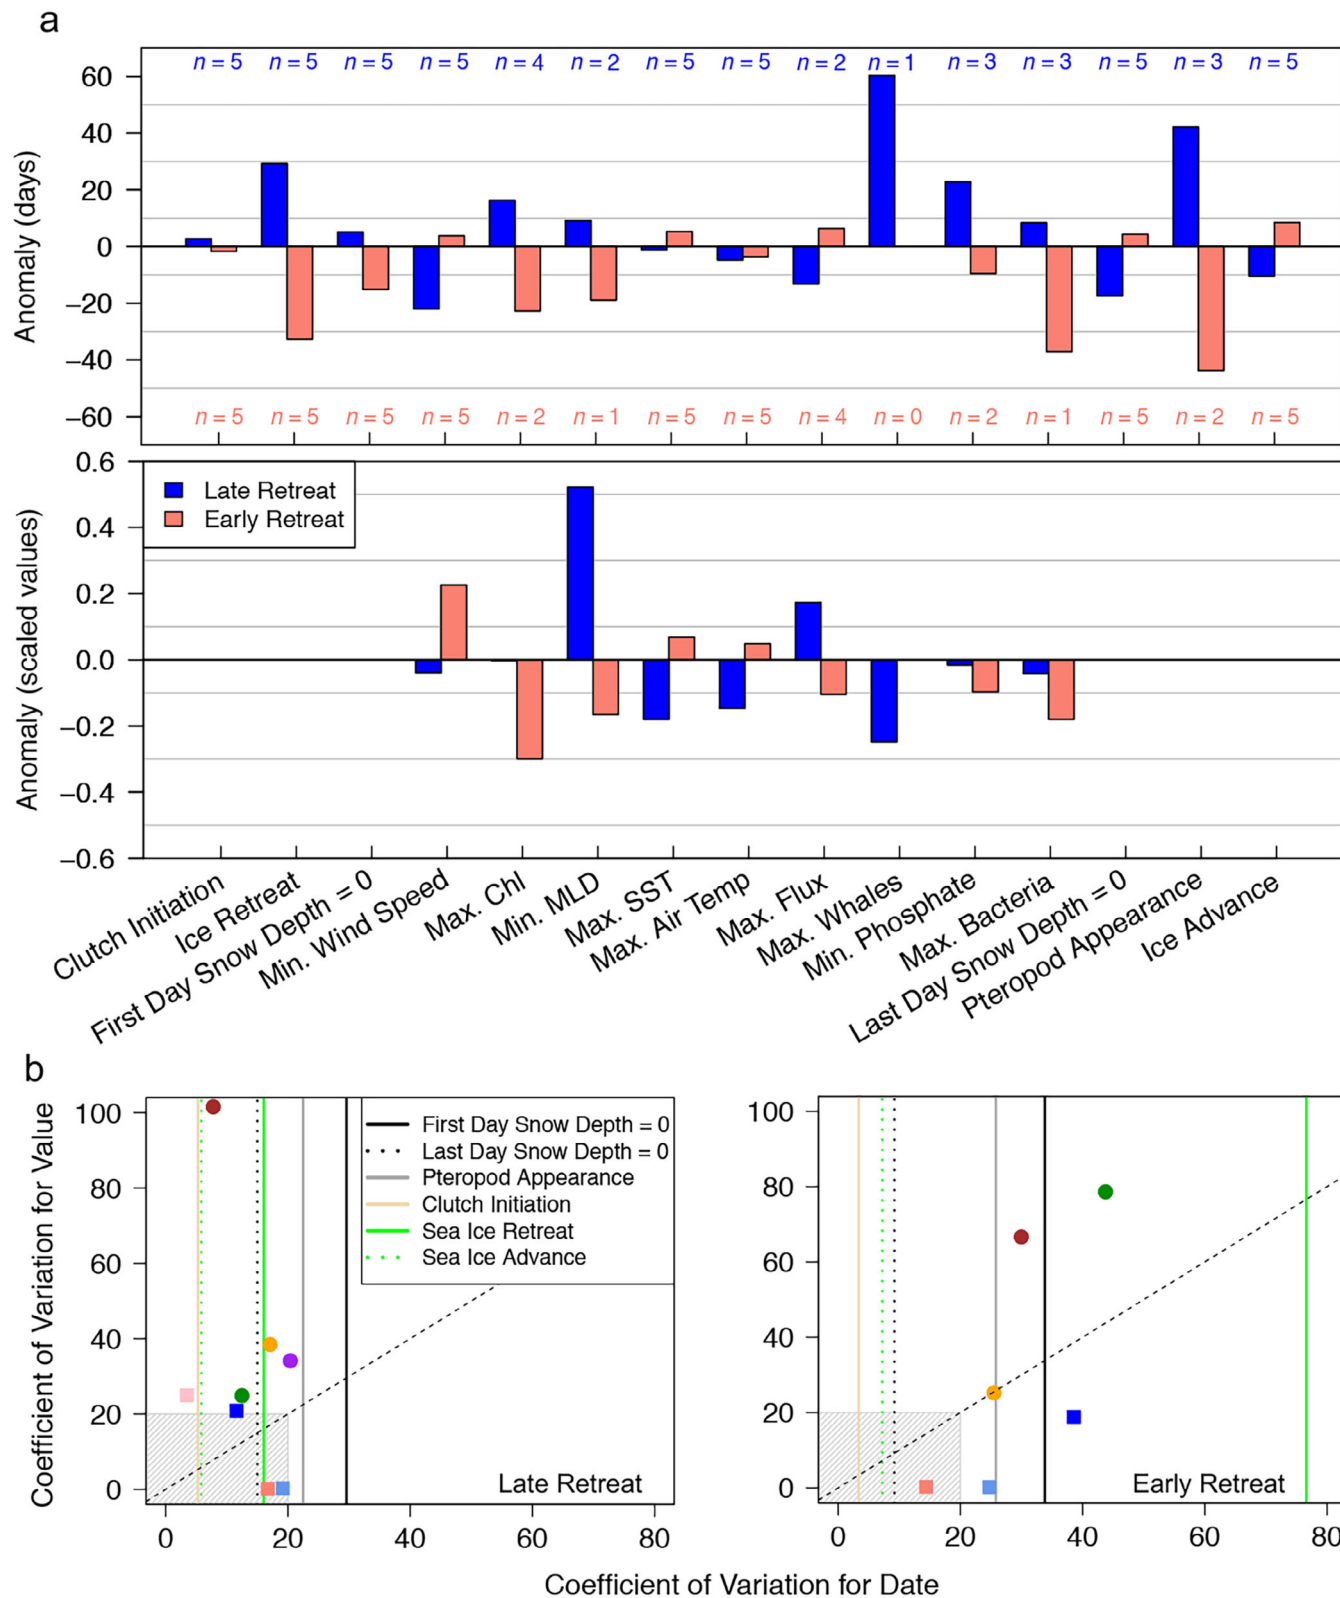 a
n = 5 n = 5 n = 5 n = 5 n = 4 n = 2 n = 5 n = 5 n = 2 n = 1 n = 3 n = 3 n = 5 n = 3 n = 5
Anomaly (days)
60
40
20
0
−20
−40
−60
n = 5 n = 5 n = 5 n = 5 n = 2 n = 1 n = 5 n = 5 n = 4 n = 0 n = 2 n = 1 n = 5 n = 2 n = 5
Anomaly (scaled values)
0.6
0.4
0.2
0.0
−0.2
−0.4
−0.6
Late Retreat
Early Retreat
Clutch Initiation
Ice Retreat
First Day Snow Depth = 0
Min. Wind Speed
Max. Chl
Min. MLD
Max. SST
Max. Air Temp
Max. Flux
Max. Whales
Min. Phosphate
Max. Bacteria
Last Day Snow Depth = 0
Pteropod Appearance
Ice Advance
b
Coefficient of Variation for Value
100
80
60
40
20
0
First Day Snow Depth = 0
Last Day Snow Depth = 0
Pteropod Appearance
Clutch Initiation
Sea Ice Retreat
Sea Ice Advance
Late Retreat
0 20 40 60 80
100
80
60
40
20
0
Early Retreat
0 20 40 60 80
Coefficient of Variation for Date